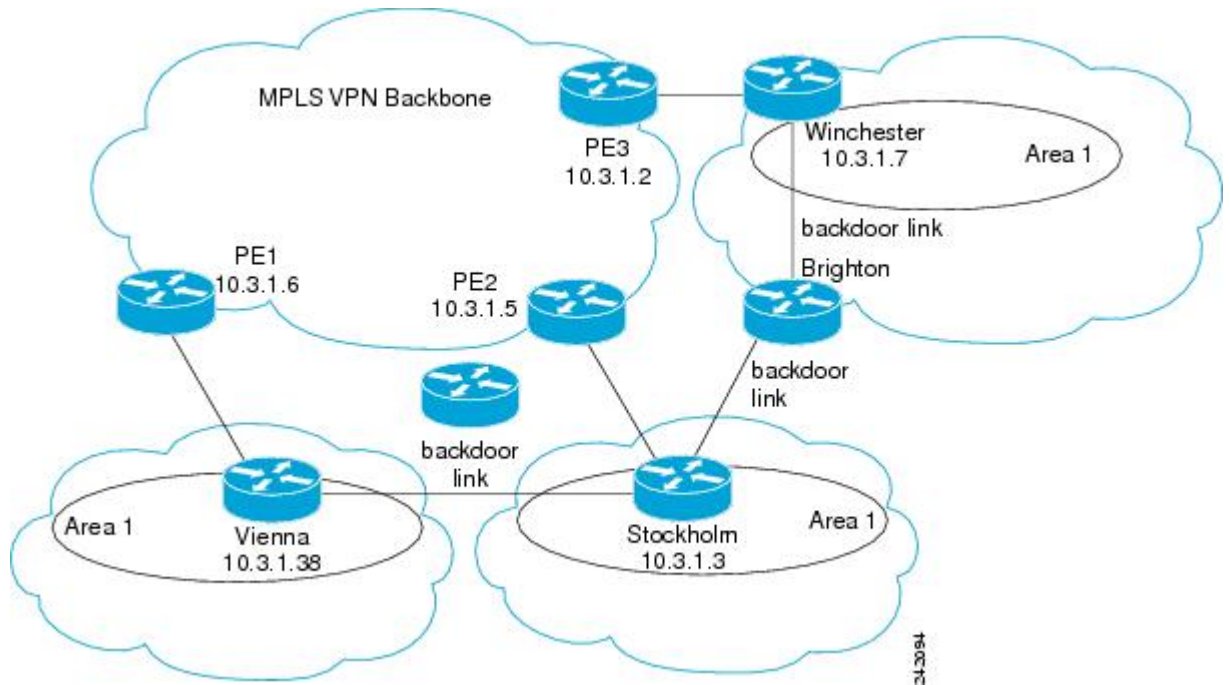 MPLS VPN Backbone
PE3
10.3.1.2
Winchester
10.3.1.7
Area 1
backdoor link
Brighton
PE1
10.3.1.6
PE2
10.3.1.5
backdoor
link
backdoor
link
Area 1
Vienna
10.3.1.38
Stockholm
10.3.1.3
Area 1